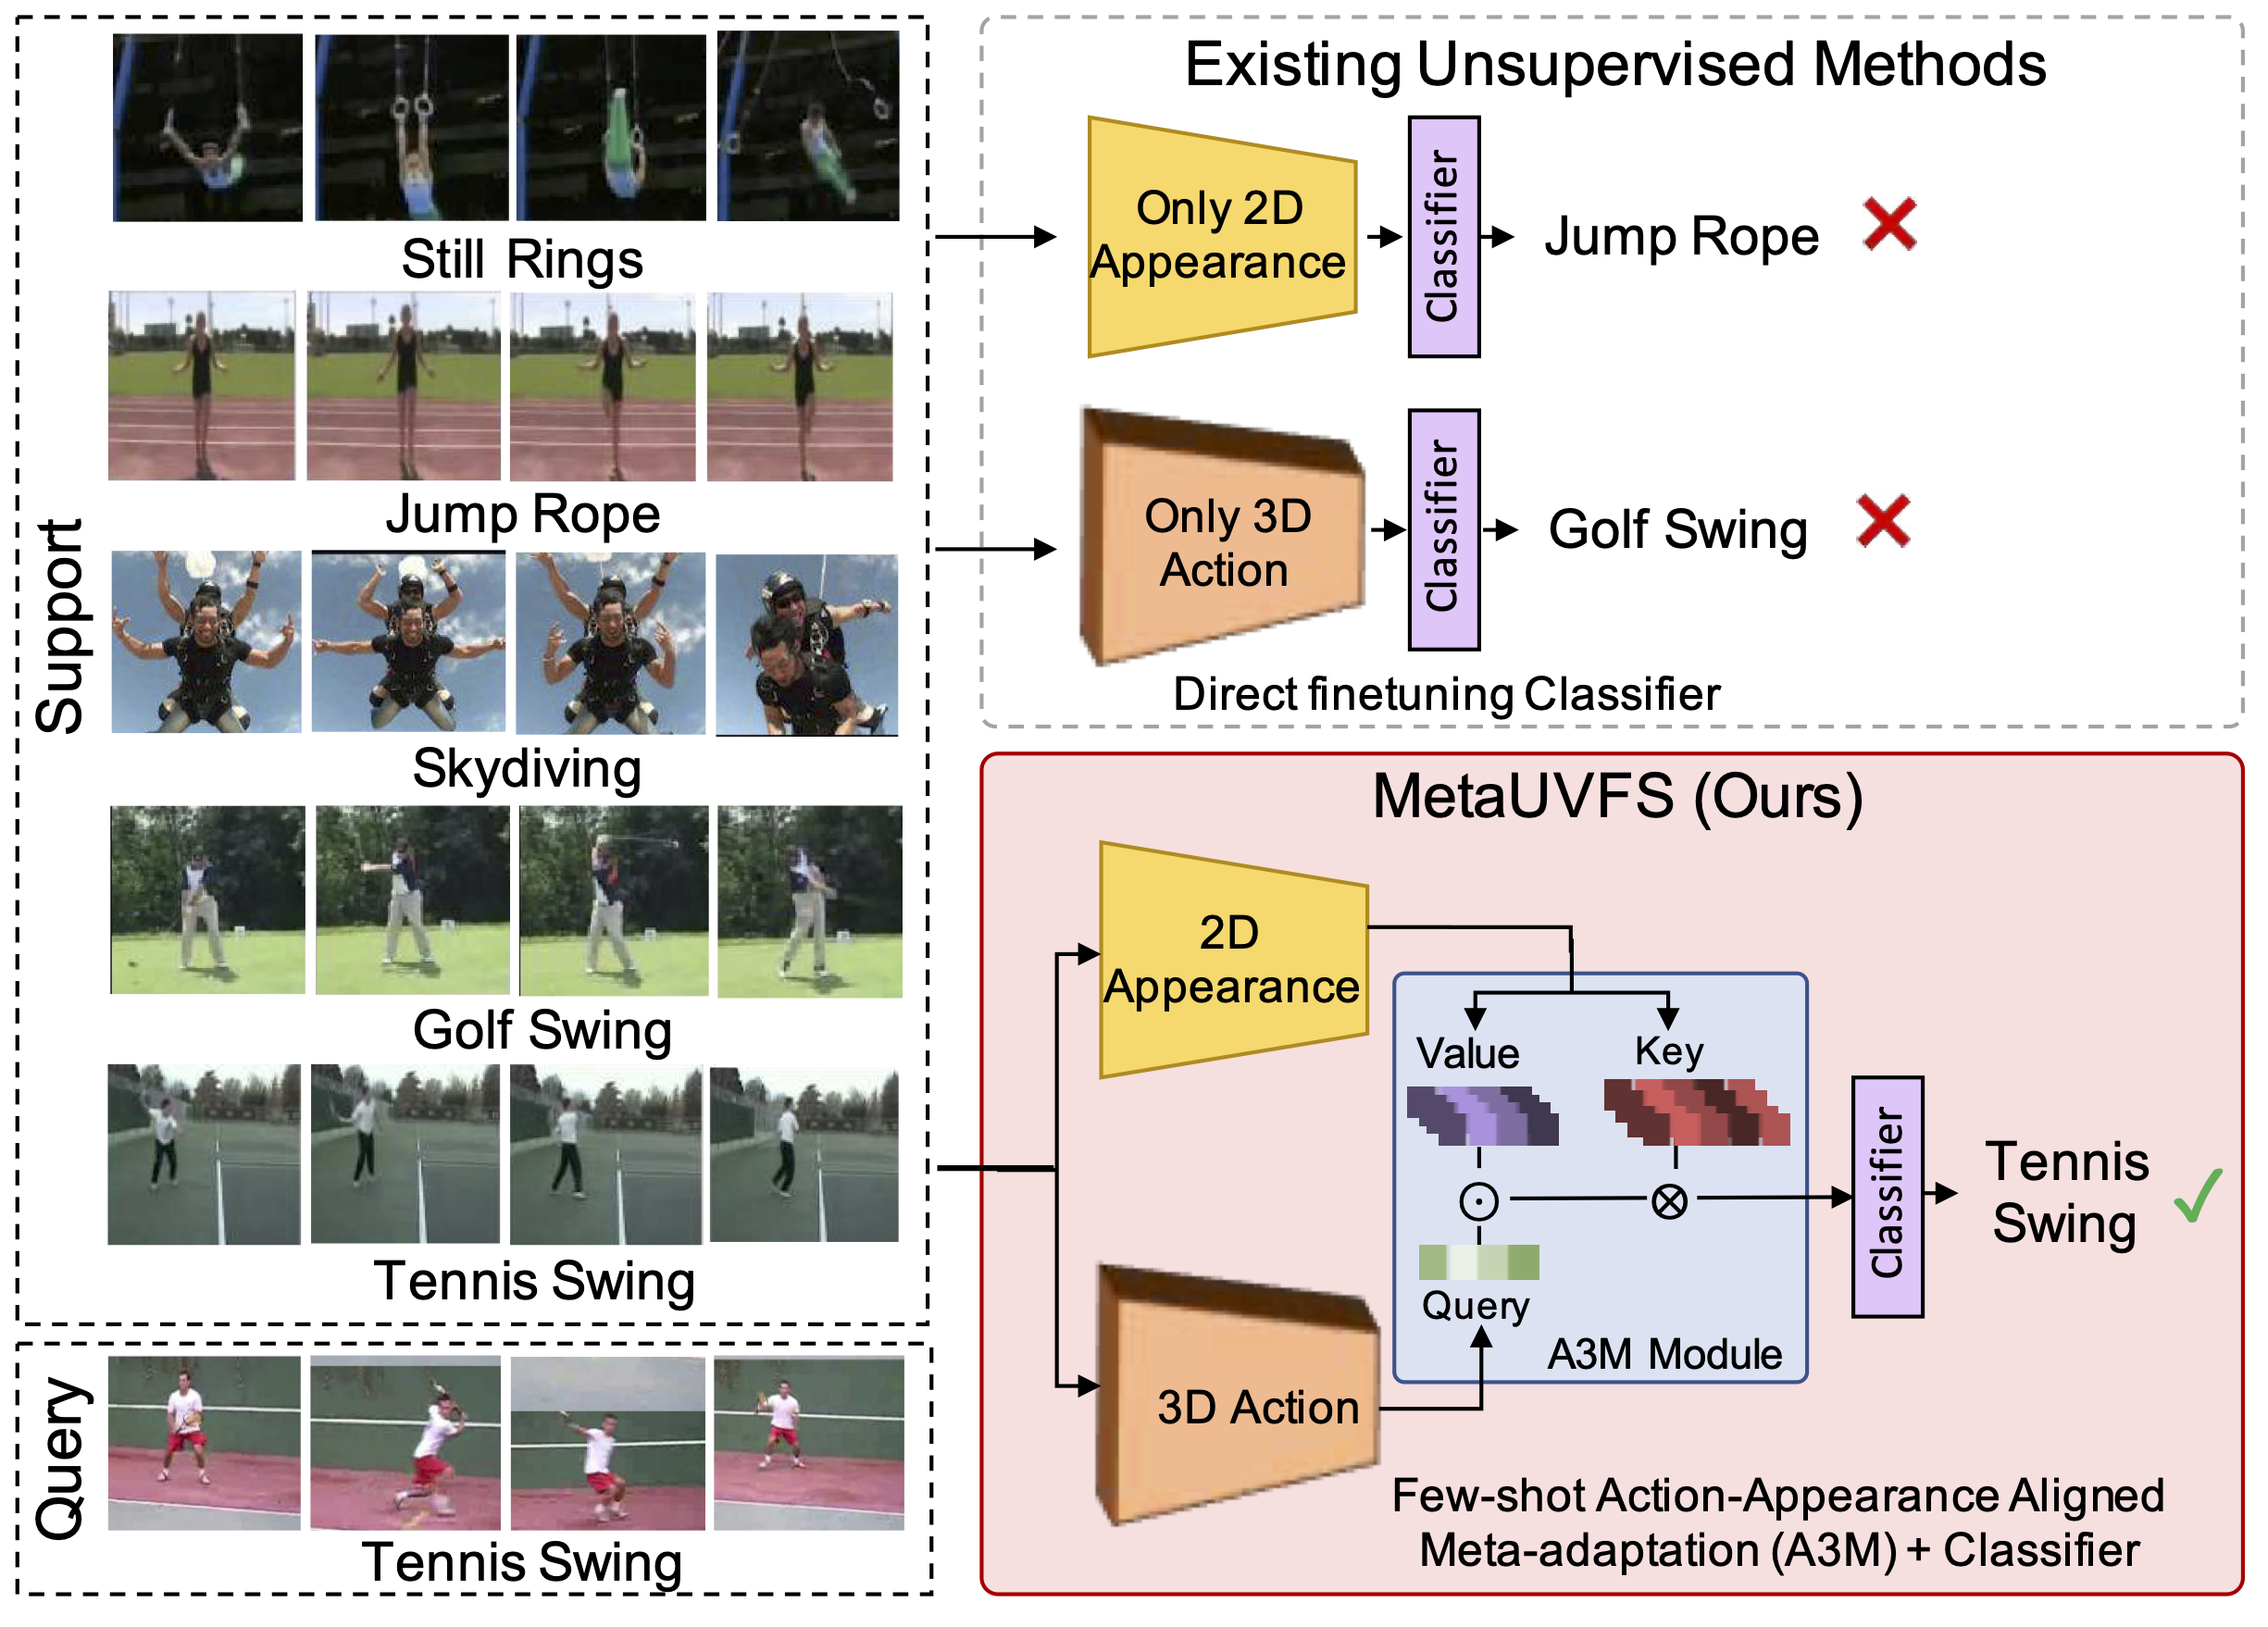 Support
Still Rings
Jump Rope
Skydiving
Golf Swing
Tennis Swing
Query
Tennis Swing
Existing Unsupervised Methods
Only 2D
Appearance
Classifier
Jump Rope
Only 3D
Action
Classifier
Golf Swing
Direct finetuning Classifier
MetaUVFS (Ours)
2D
Appearance
Value
Key
Query
A3M Module
3D Action
Classifier
Tennis
Swing
Few-shot Action-Appearance Aligned
Meta-adaptation (A3M) + Classifier